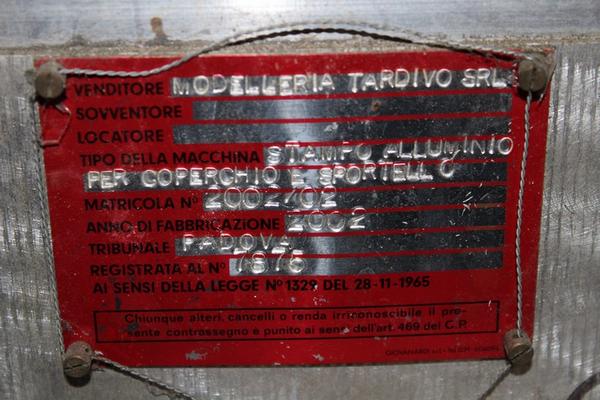 VENDITORE MODELLERIA TARDIVO SRL
SOVVENTORE
LOCATORE
TIPO DELLA MACCHINA STAMPO ALLUMINIO
PER COPERCHIO E SPORTELLO
MATRICOLA N° 2002/02
ANNO DI FABBRICAZIONE 2002
TRIBUNALE PADOVA
REGISTRATA AL N° 7875
AI SENSI DELLA LEGGE N° 1329 DEL 28-11-1965
Chiunque alteri, cancelli o renda irriconoscibile il pre-
sente contrassegno è punito ai sensi dell'art. 469 del C.P.
GIOVANARDI